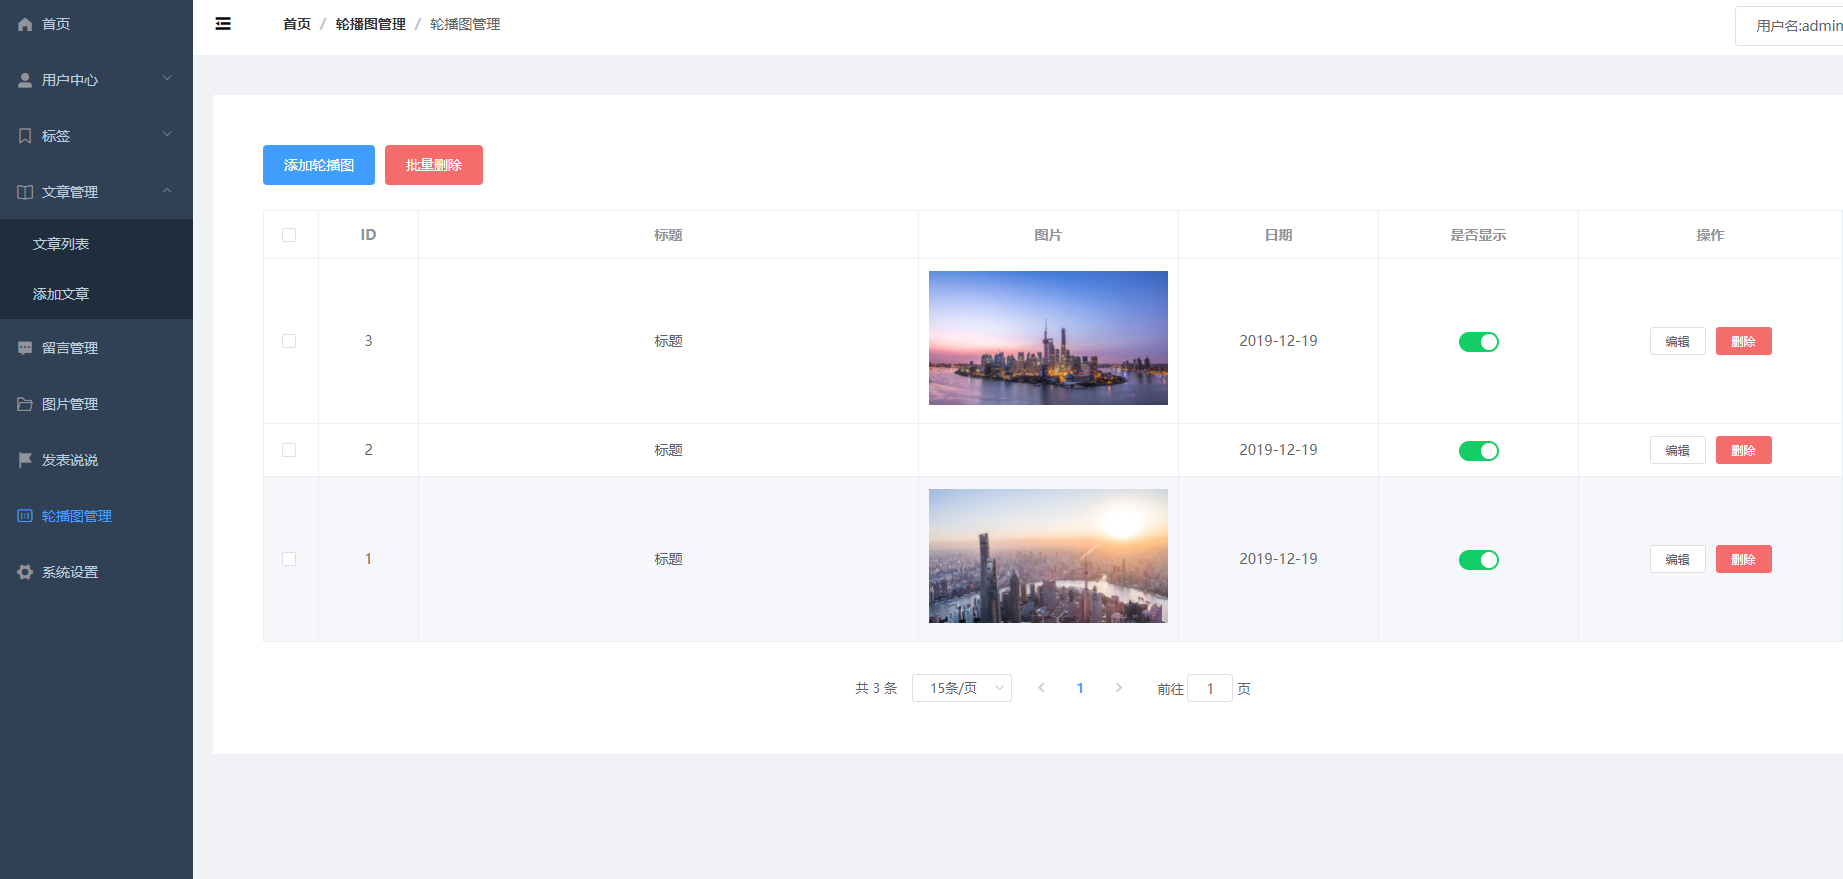 首页
用户中心
标签
文章管理
文章列表
添加文章
留言管理
图片管理
发表说说
轮播图管理
系统设置
首页 / 轮播图管理 / 轮播图管理
用户名:admin
添加轮播图 批量删除
ID 标题 图片 日期 是否显示 操作
3 标题 2019-12-19 编辑 删除
2 标题 2019-12-19 编辑 删除
1 标题 2019-12-19 编辑 删除
共 3 条 15条/页 1 前往 1 页